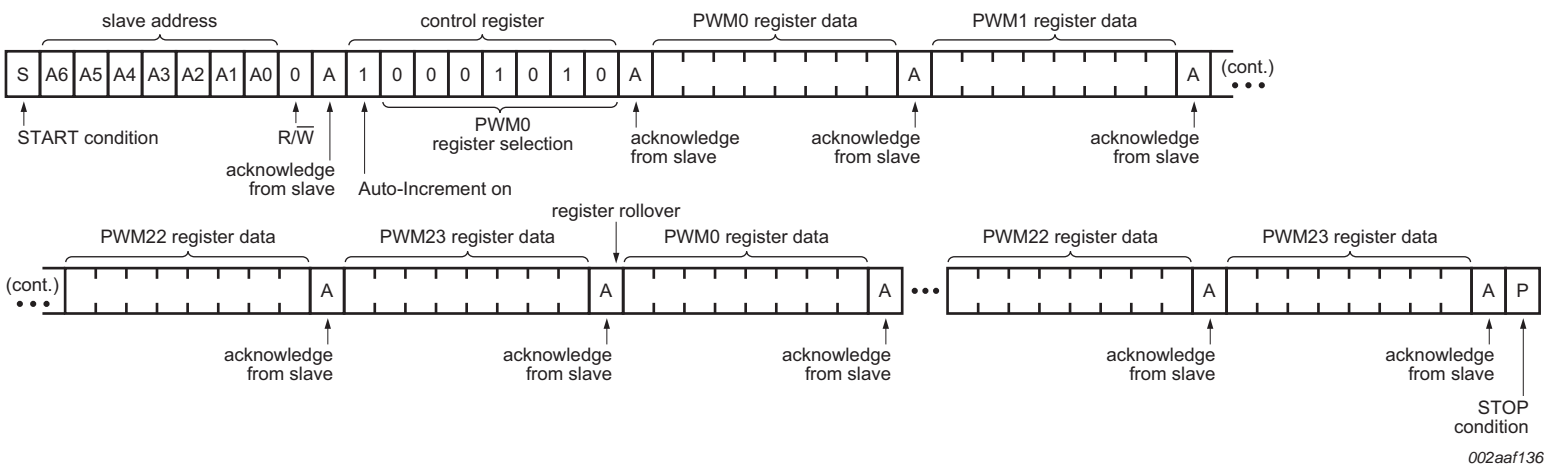 slave address control register PWM0 register data PWM1 register data
S A6 A5 A4 A3 A2 A1 A0 0 A 1 0 0 0 1 0 1 0 A A A (cont.)
START condition R/W̅ PWM0 acknowledge acknowledge acknowledge
register selection from slave from slave from slave
acknowledge
from slave Auto-Increment on
register rollover
PWM22 register data PWM23 register data PWM0 register data PWM22 register data PWM23 register data
(cont.) A A A A A P
acknowledge acknowledge acknowledge acknowledge acknowledge
from slave from slave from slave from slave from slave
STOP
condition
002aaf136